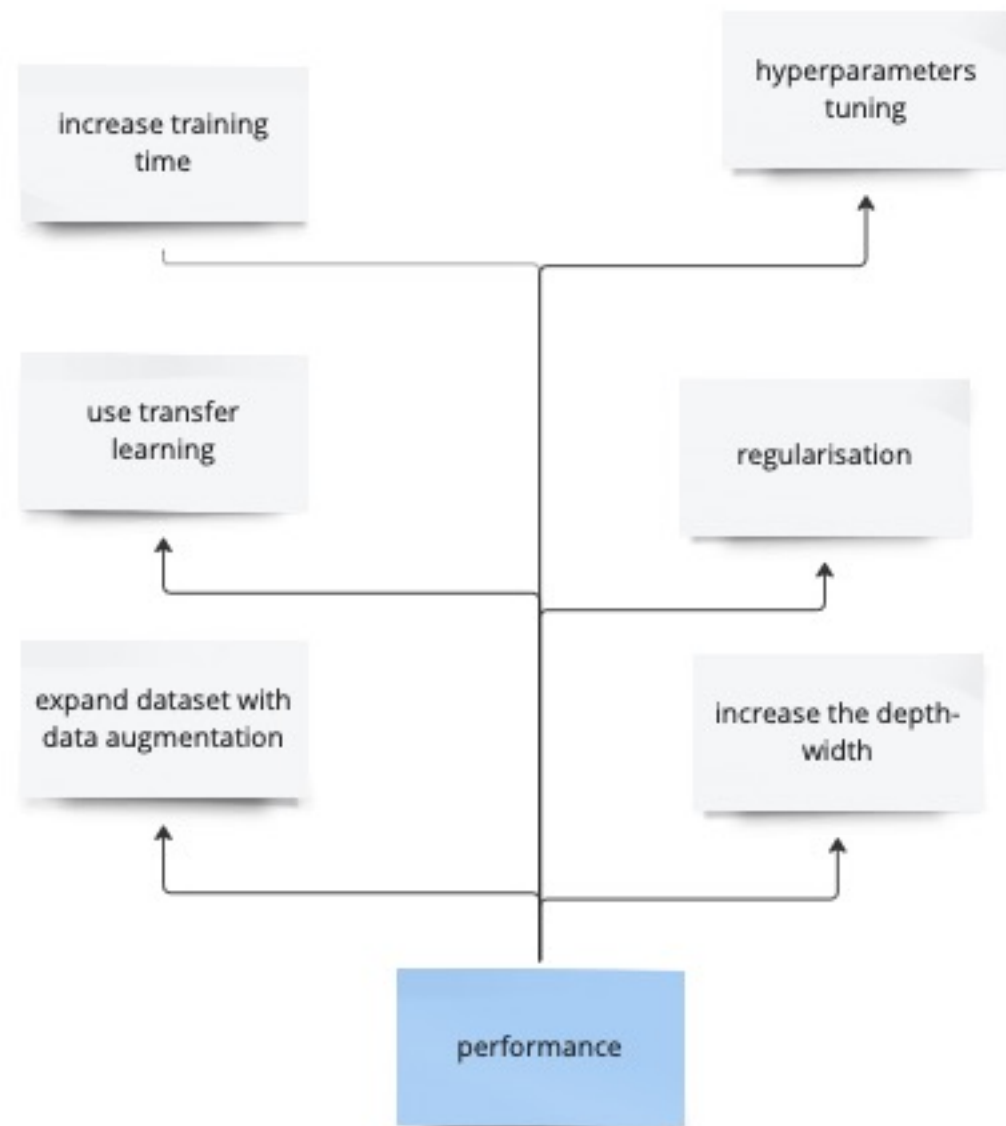 increase training
time
hyperparameters
tuning
use transfer
learning
regularisation
expand dataset with
data augmentation
increase the depth-
width
performance